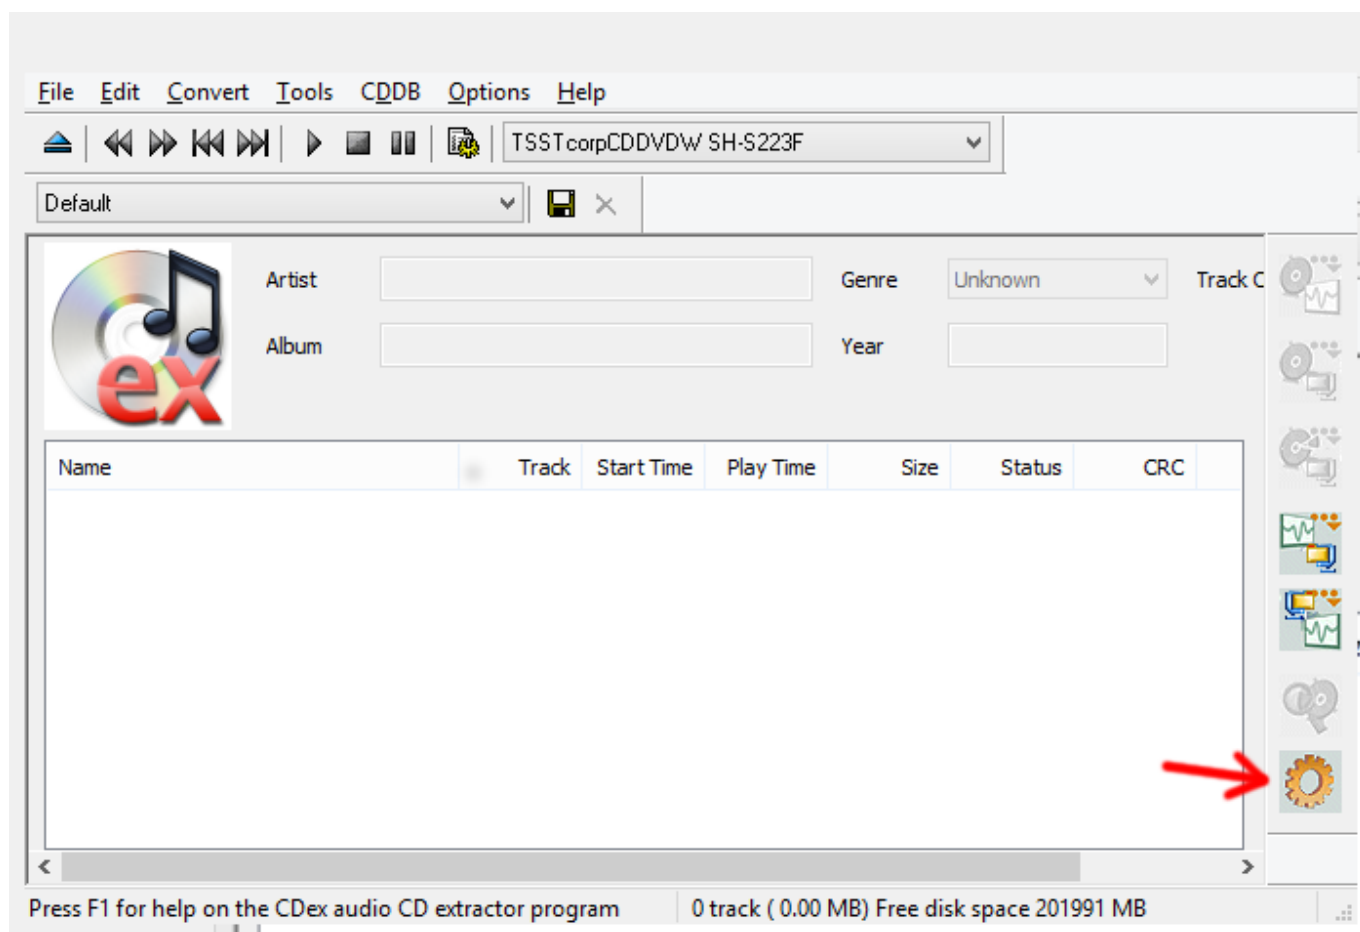 File Edit Convert Tools CDDB Options Help
TSSTcorpCDDVDW SH-S223F
Default
Artist Genre Unknown Track C
Album Year
ex
Name Track Start Time Play Time Size Status CRC
Press F1 for help on the CDex audio CD extractor program 0 track ( 0.00 MB) Free disk space 201991 MB